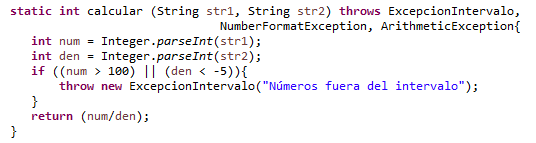 static int calcular (String str1, String str2) throws ExcepcionIntervalo,
                              NumberFormatException, ArithmeticException{
   int num = Integer.parseInt(str1);
   int den = Integer.parseInt(str2);
   if ((num > 100) || (den < -5)){
       throw new ExcepcionIntervalo("Números fuera del intervalo");
   }
   return (num/den);
}